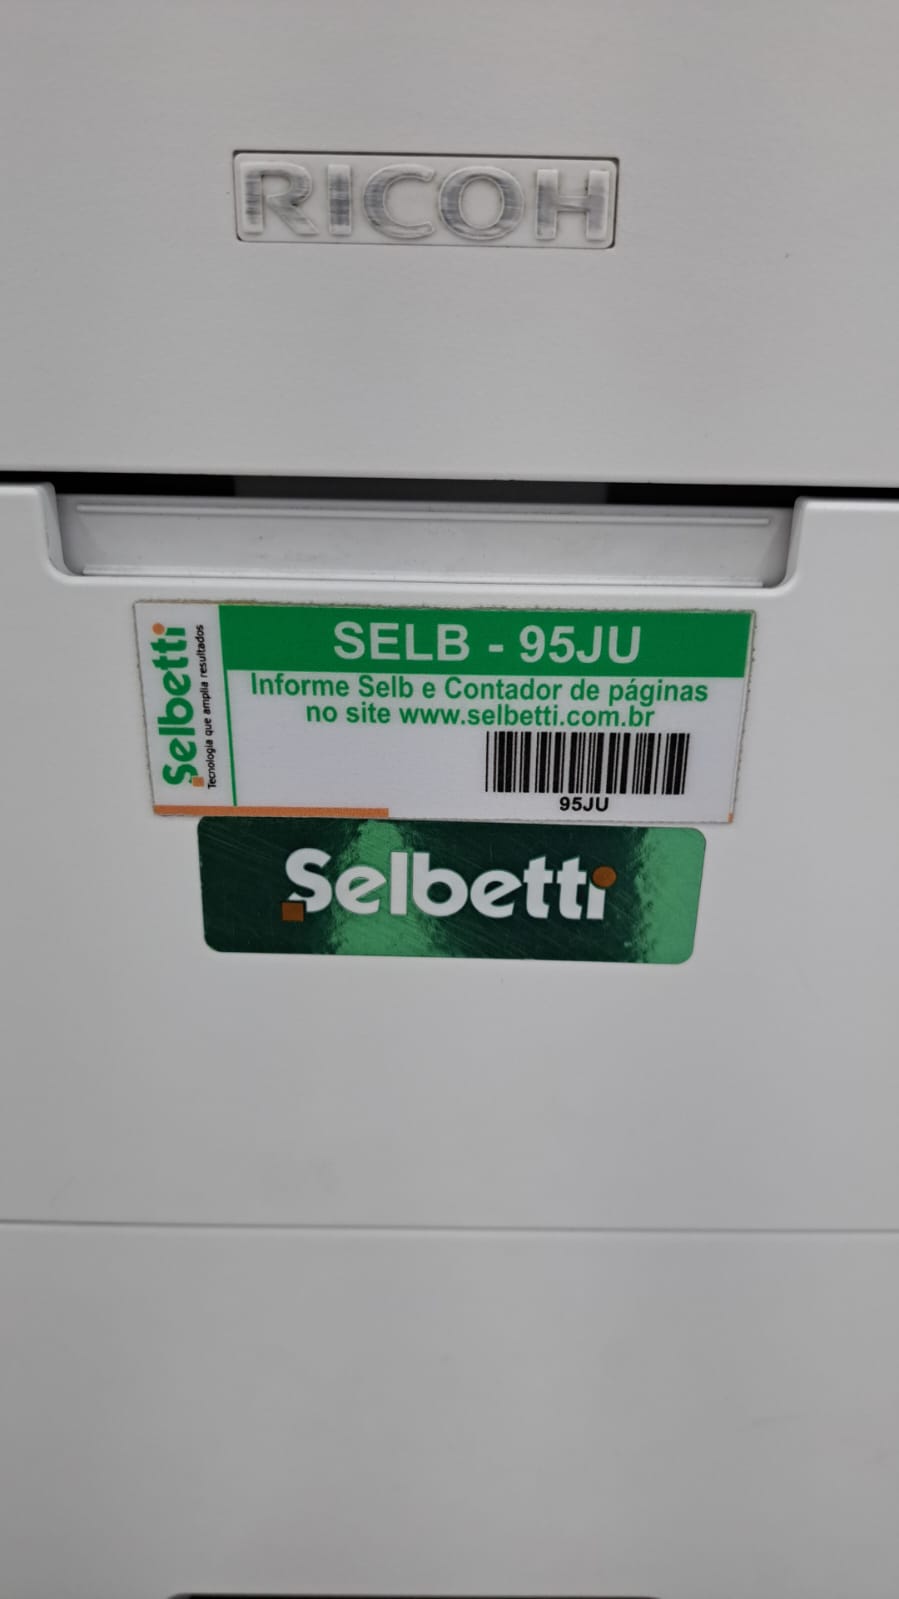 RICOH
Selbetti
Tecnologia que amplia resultados
SELB - 95JU
Informe Selb e Contador de páginas
no site www.selbetti.com.br
95JU
Selbetti